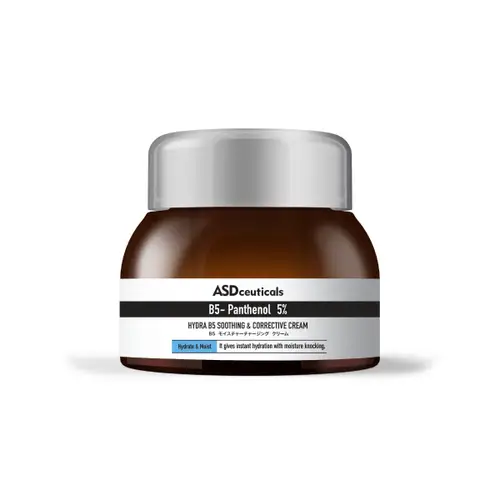 ASDceuticals
B5- Panthenol 5%
HYDRA B5 SOOTHING & CORRECTIVE CREAM
B5 モイスチャーチャージング クリーム
Hydrate & Moist It gives instant hydration with moisture knocking.